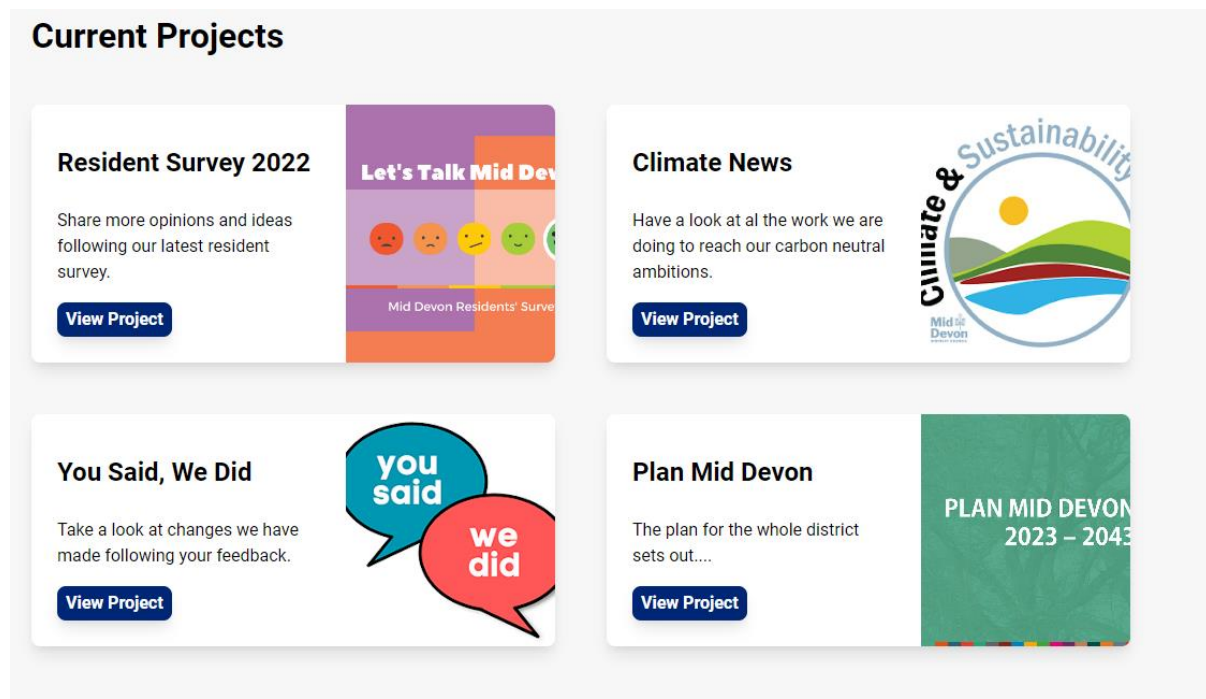 Current Projects
Resident Survey 2022
Share more opinions and ideas
following our latest resident
survey.
View Project
Let's Talk Mid Dev
Mid Devon Residents' Surve
Climate News
Have a look at al the work we are
doing to reach our carbon neutral
ambitions.
View Project
Climate & Sustainability
Mid
Devon
You Said, We Did
Take a look at changes we have
made following your feedback.
View Project
you
said
we
did
Plan Mid Devon
The plan for the whole district
sets out....
View Project
PLAN MID DEVON
2023 – 2043